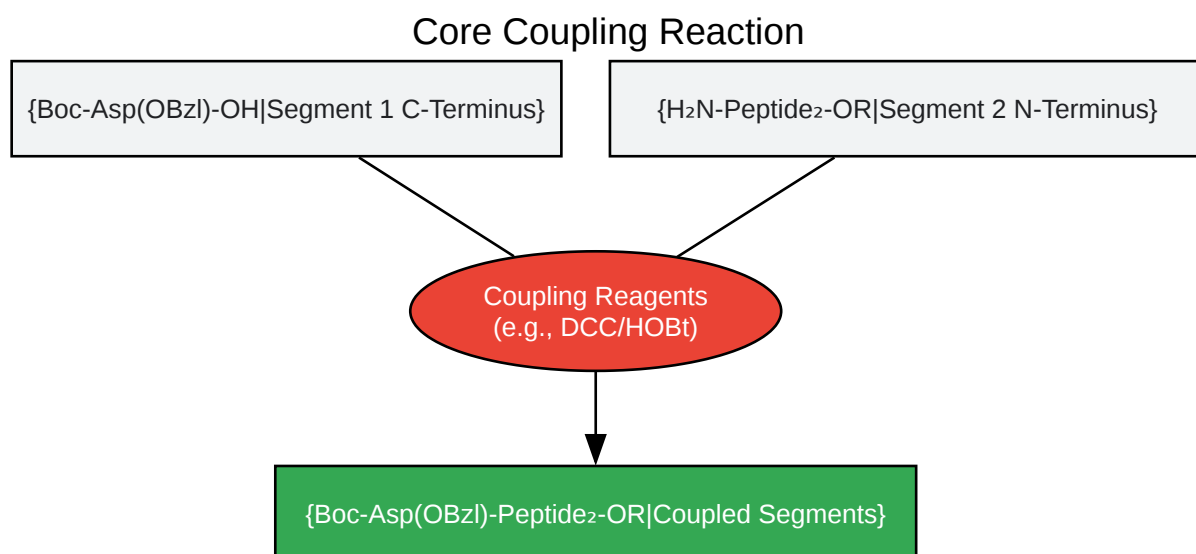 Core Coupling Reaction
{Boc-Asp(OBzl)-OH|Segment 1 C-Terminus}
{H₂N-Peptide₂-OR|Segment 2 N-Terminus}
Coupling Reagents
(e.g., DCC/HOBt)
{Boc-Asp(OBzl)-Peptide₂-OR|Coupled Segments}